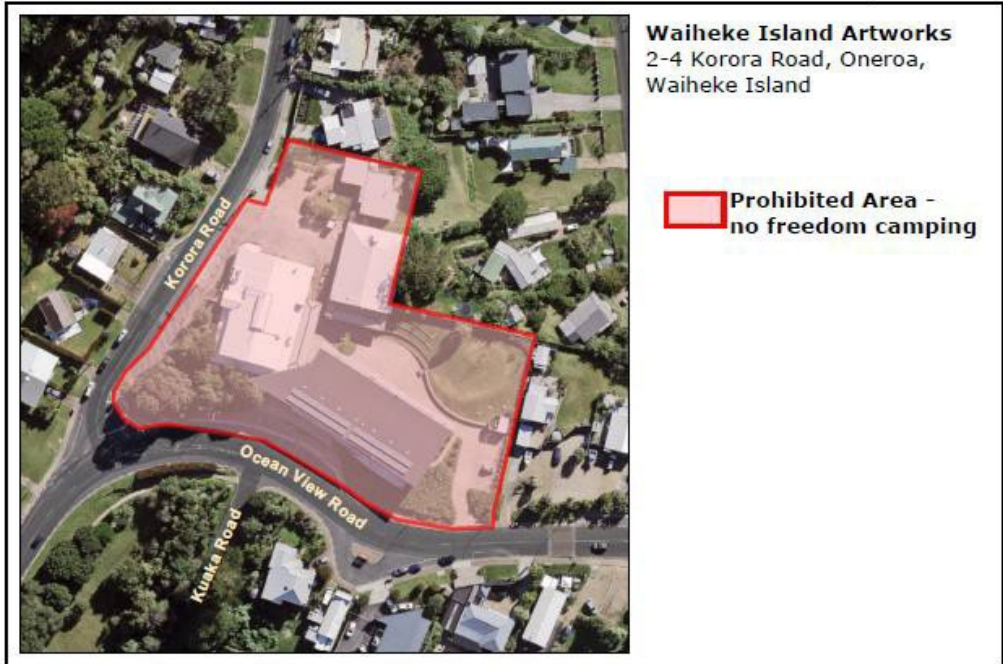 Waiheke Island Artworks
2-4 Korora Road, Oneroa,
Waiheke Island
Prohibited Area -
no freedom camping
Korora Road
Ocean View Road
Kuaka Road